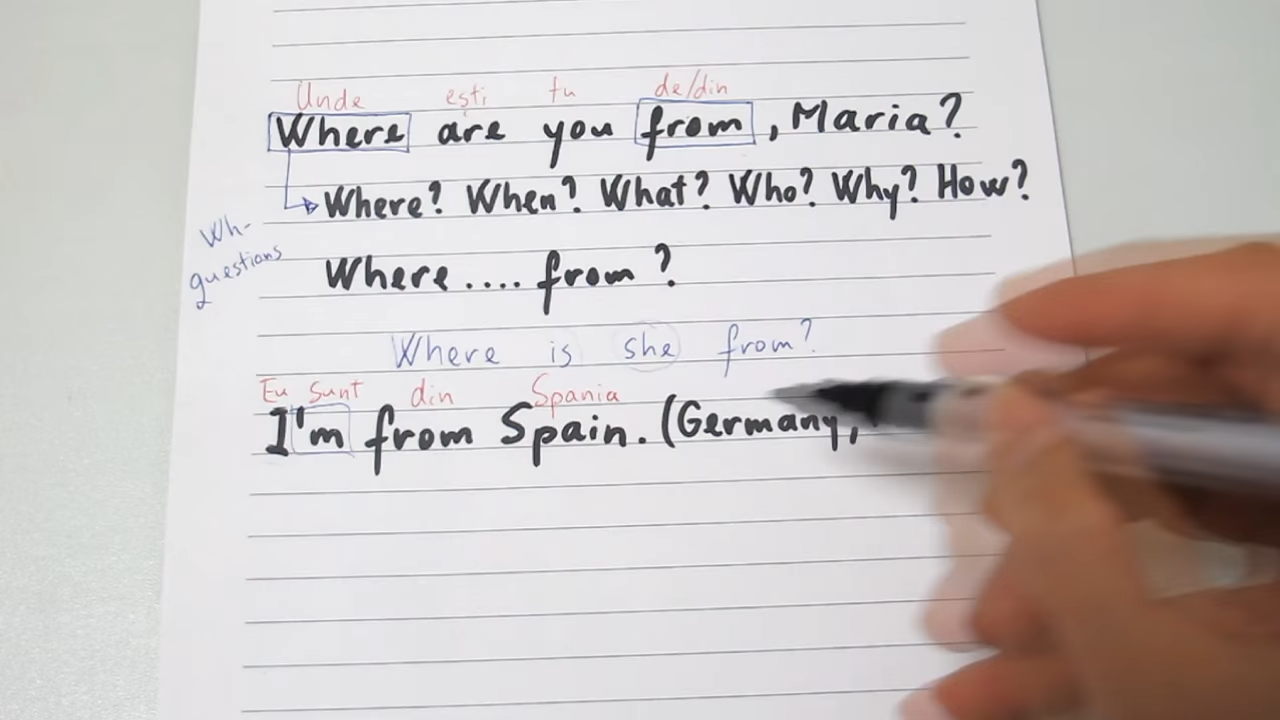 Unde ești tu de/din
Where are you from, Maria?
Where? When? What? Who? Why? How?
Wh-
questions
Where.... from?
Where is she from?
Eu sunt din Spania
I'm from Spain. (Germany,